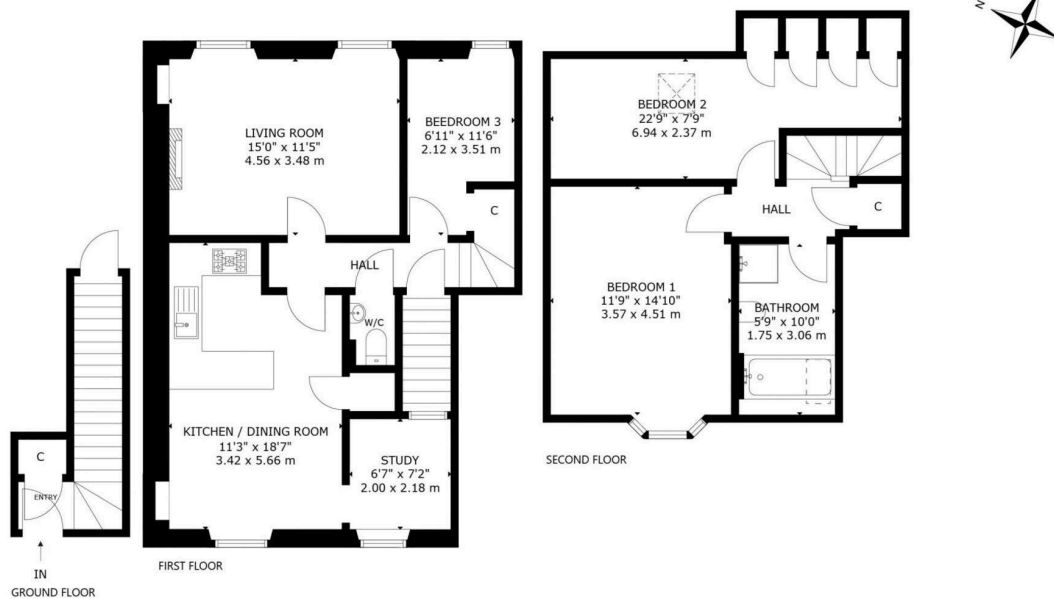 N
LIVING ROOM
15'0" x 11'5"
4.56 x 3.48 m
BEEDROOM 3
6'11" x 11'6"
2.12 x 3.51 m
C
HALL
W/C
KITCHEN / DINING ROOM
11'3" x 18'7"
3.42 x 5.66 m
STUDY
6'7" x 7'2"
2.00 x 2.18 m
FIRST FLOOR
BEDROOM 2
22'9" x 7'9"
6.94 x 2.37 m
HALL
C
BEDROOM 1
11'9" x 14'10"
3.57 x 4.51 m
BATHROOM
5'9" x 10'0"
1.75 x 3.06 m
SECOND FLOOR
C
ENTRY
IN
GROUND FLOOR